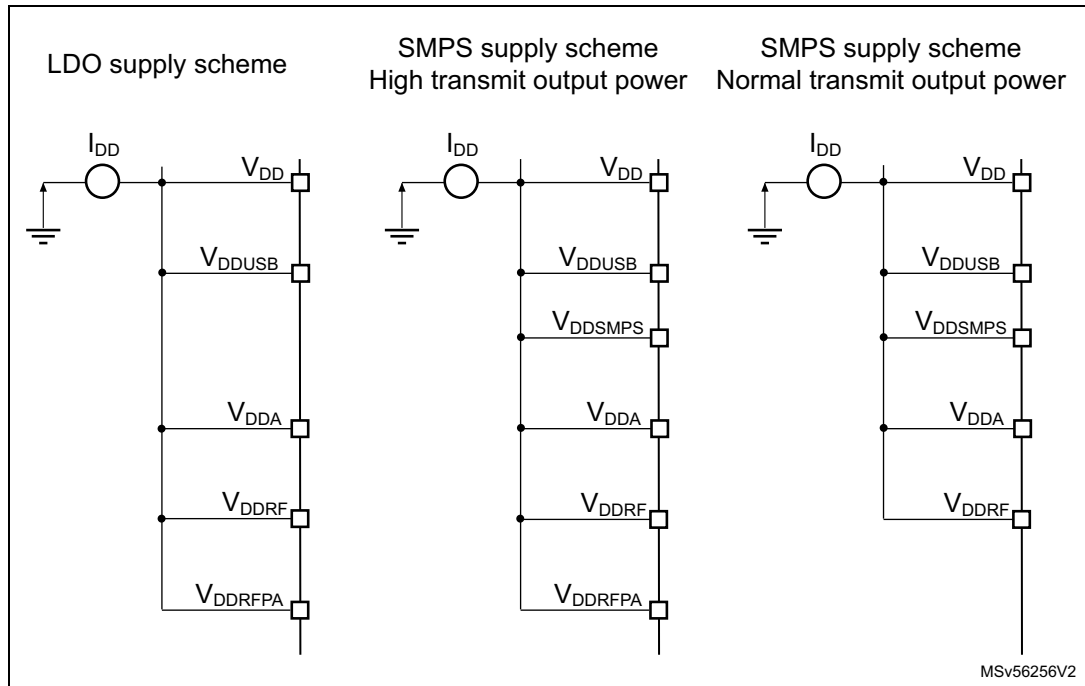 LDO supply scheme
SMPS supply scheme
High transmit output power
SMPS supply scheme
Normal transmit output power
IDD
VDD
VDDUSB
VDDA
VDDRF
VDDRFPA
IDD
VDD
VDDUSB
VDDSMPS
VDDA
VDDRF
VDDRFPA
IDD
VDD
VDDUSB
VDDSMPS
VDDA
VDDRF
MSv56256V2